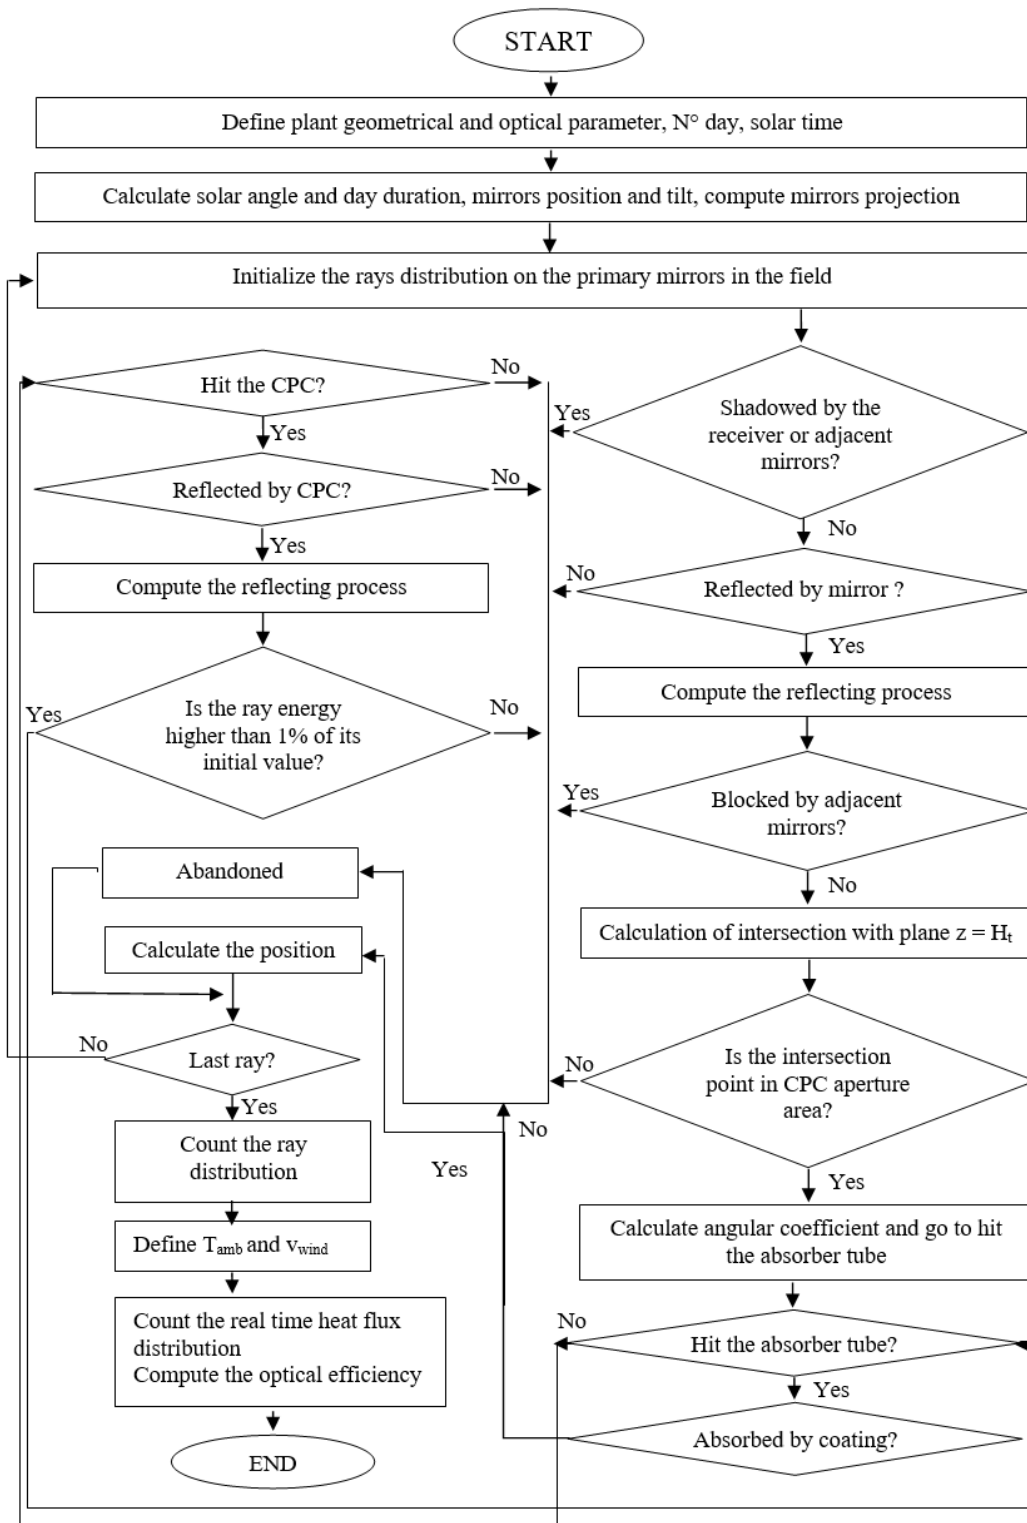 START
Define plant geometrical and optical parameter, N° day, solar time
Calculate solar angle and day duration, mirrors position and tilt, compute mirrors projection
Initialize the rays distribution on the primary mirrors in the field
Hit the CPC?
No
Yes
Reflected by CPC?
No
Yes
Compute the reflecting process
Yes
Is the ray energy
higher than 1% of its
initial value?
No
Abandoned
Calculate the position
No
Last ray?
Yes
Count the ray
distribution
Define Tamb and vwind
Count the real time heat flux
distribution
Compute the optical efficiency
END
Yes
Shadowed by the
receiver or adjacent
mirrors?
No
No
Reflected by mirror ?
Yes
Compute the reflecting process
Yes
Blocked by adjacent
mirrors?
No
Calculation of intersection with plane z = Ht
No
Is the intersection
point in CPC aperture
area?
Yes
Calculate angular coefficient and go to hit
the absorber tube
No
Hit the absorber tube?
Yes
Absorbed by coating?
No
Yes